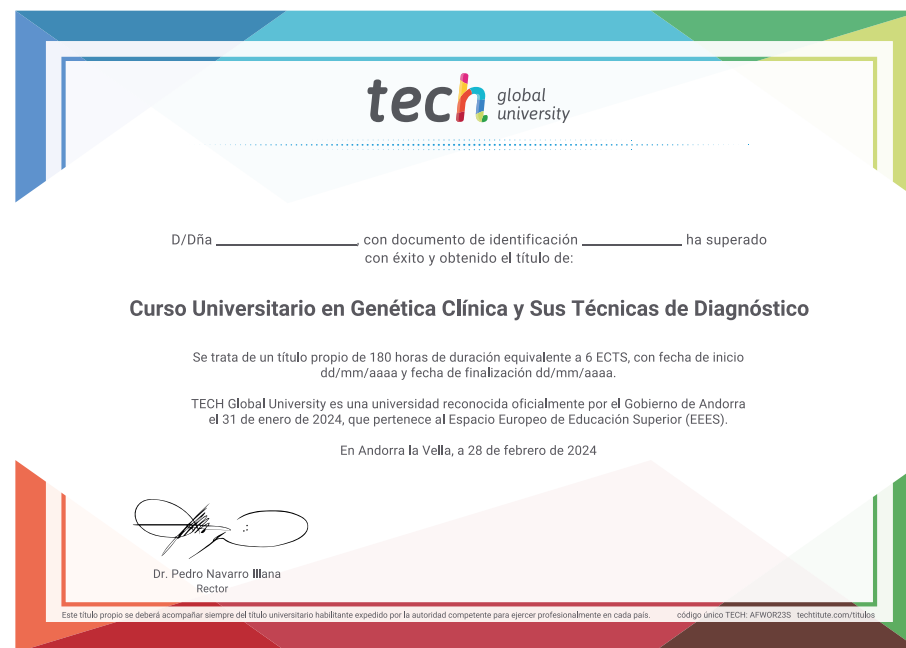 tech global university
D/Dña ____________, con documento de identificación ____________ ha superado
con éxito y obtenido el título de:
Curso Universitario en Genética Clínica y Sus Técnicas de Diagnóstico
Se trata de un título propio de 180 horas de duración equivalente a 6 ECTS, con fecha de inicio
dd/mm/aaaa y fecha de finalización dd/mm/aaaa.
TECH Global University es una universidad reconocida oficialmente por el Gobierno de Andorra
el 31 de enero de 2024, que pertenece al Espacio Europeo de Educación Superior (EEES).
En Andorra la Vella, a 28 de febrero de 2024
Dr. Pedro Navarro Illana
Rector
Este título propio se deberá acompañar siempre del título universitario habilitante expedido por la autoridad competente para ejercer profesionalmente en cada país. código único TECH: AFWOR23S techtitute.com/títulos